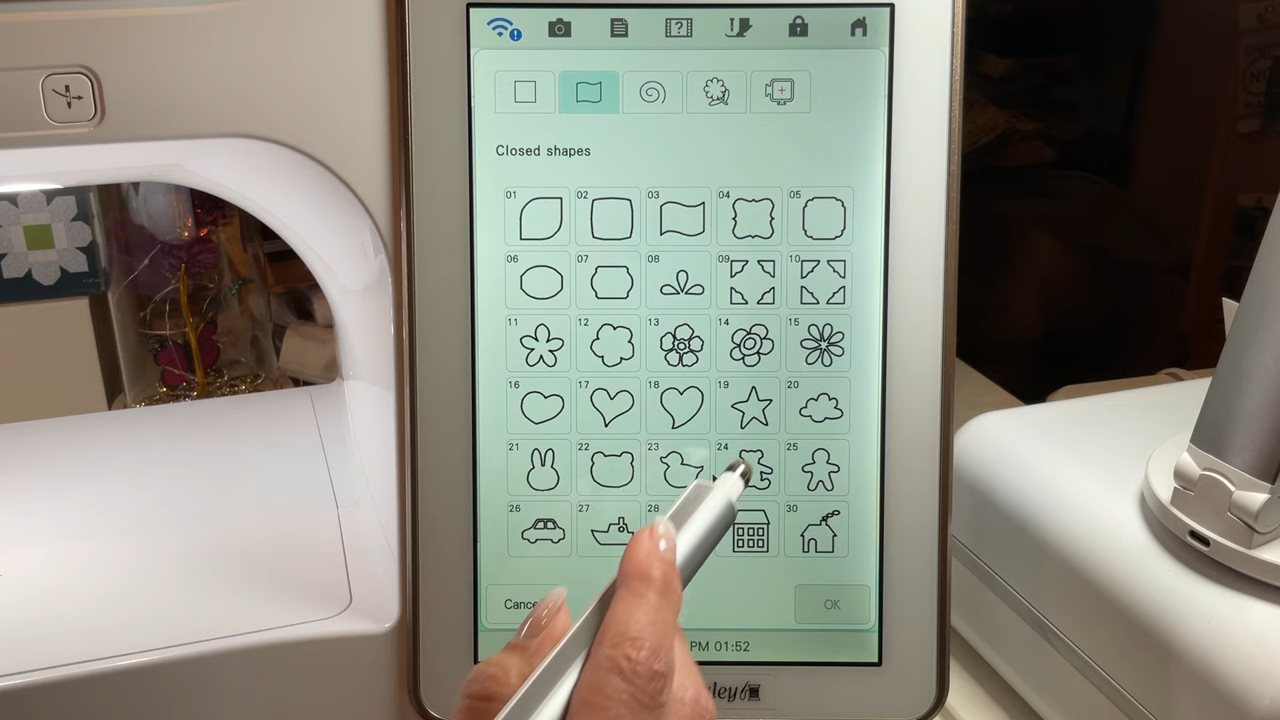 Closed shapes
01 02 03 04 05
06 07 08 09 10
11 12 13 14 15
16 17 18 19 20
21 22 23 24 25
26 27 28 30
OK
PM 01:52